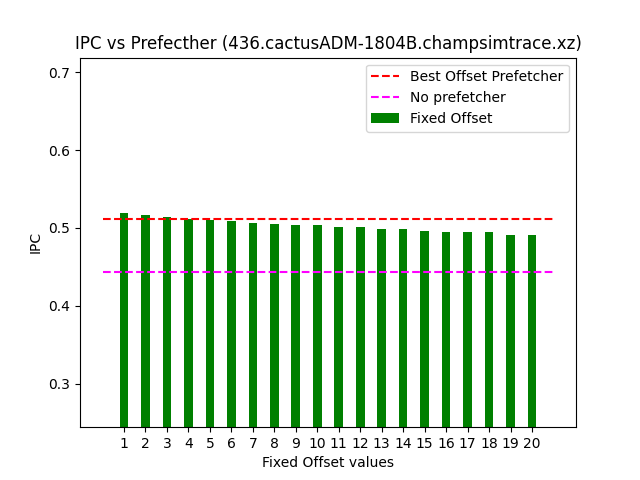 IPC vs Prefecther (436.cactusADM-1804B.champsimtrace.xz)
Best Offset Prefetcher
No prefetcher
Fixed Offset
0.7
0.6
0.5
0.4
0.3
IPC
1 2 3 4 5 6 7 8 9 10 11 12 13 14 15 16 17 18 19 20
Fixed Offset values